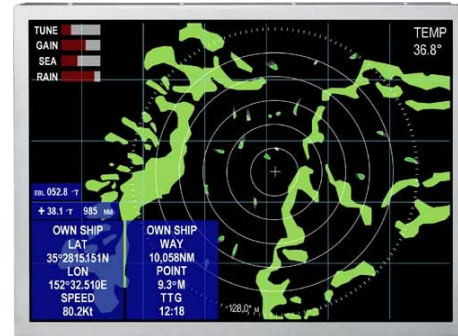 TUNE
GAIN
SEA
RAIN
TEMP
36.8°
EBL 052.8 °T
+ 38.1 °T 985 NM
OWN SHIP
LAT
35°2815.151N
LON
152°32.510E
SPEED
80.2Kt
OWN SHIP
WAY
10,058NM
POINT
9.3°M
TTG
12:18
128.0° M